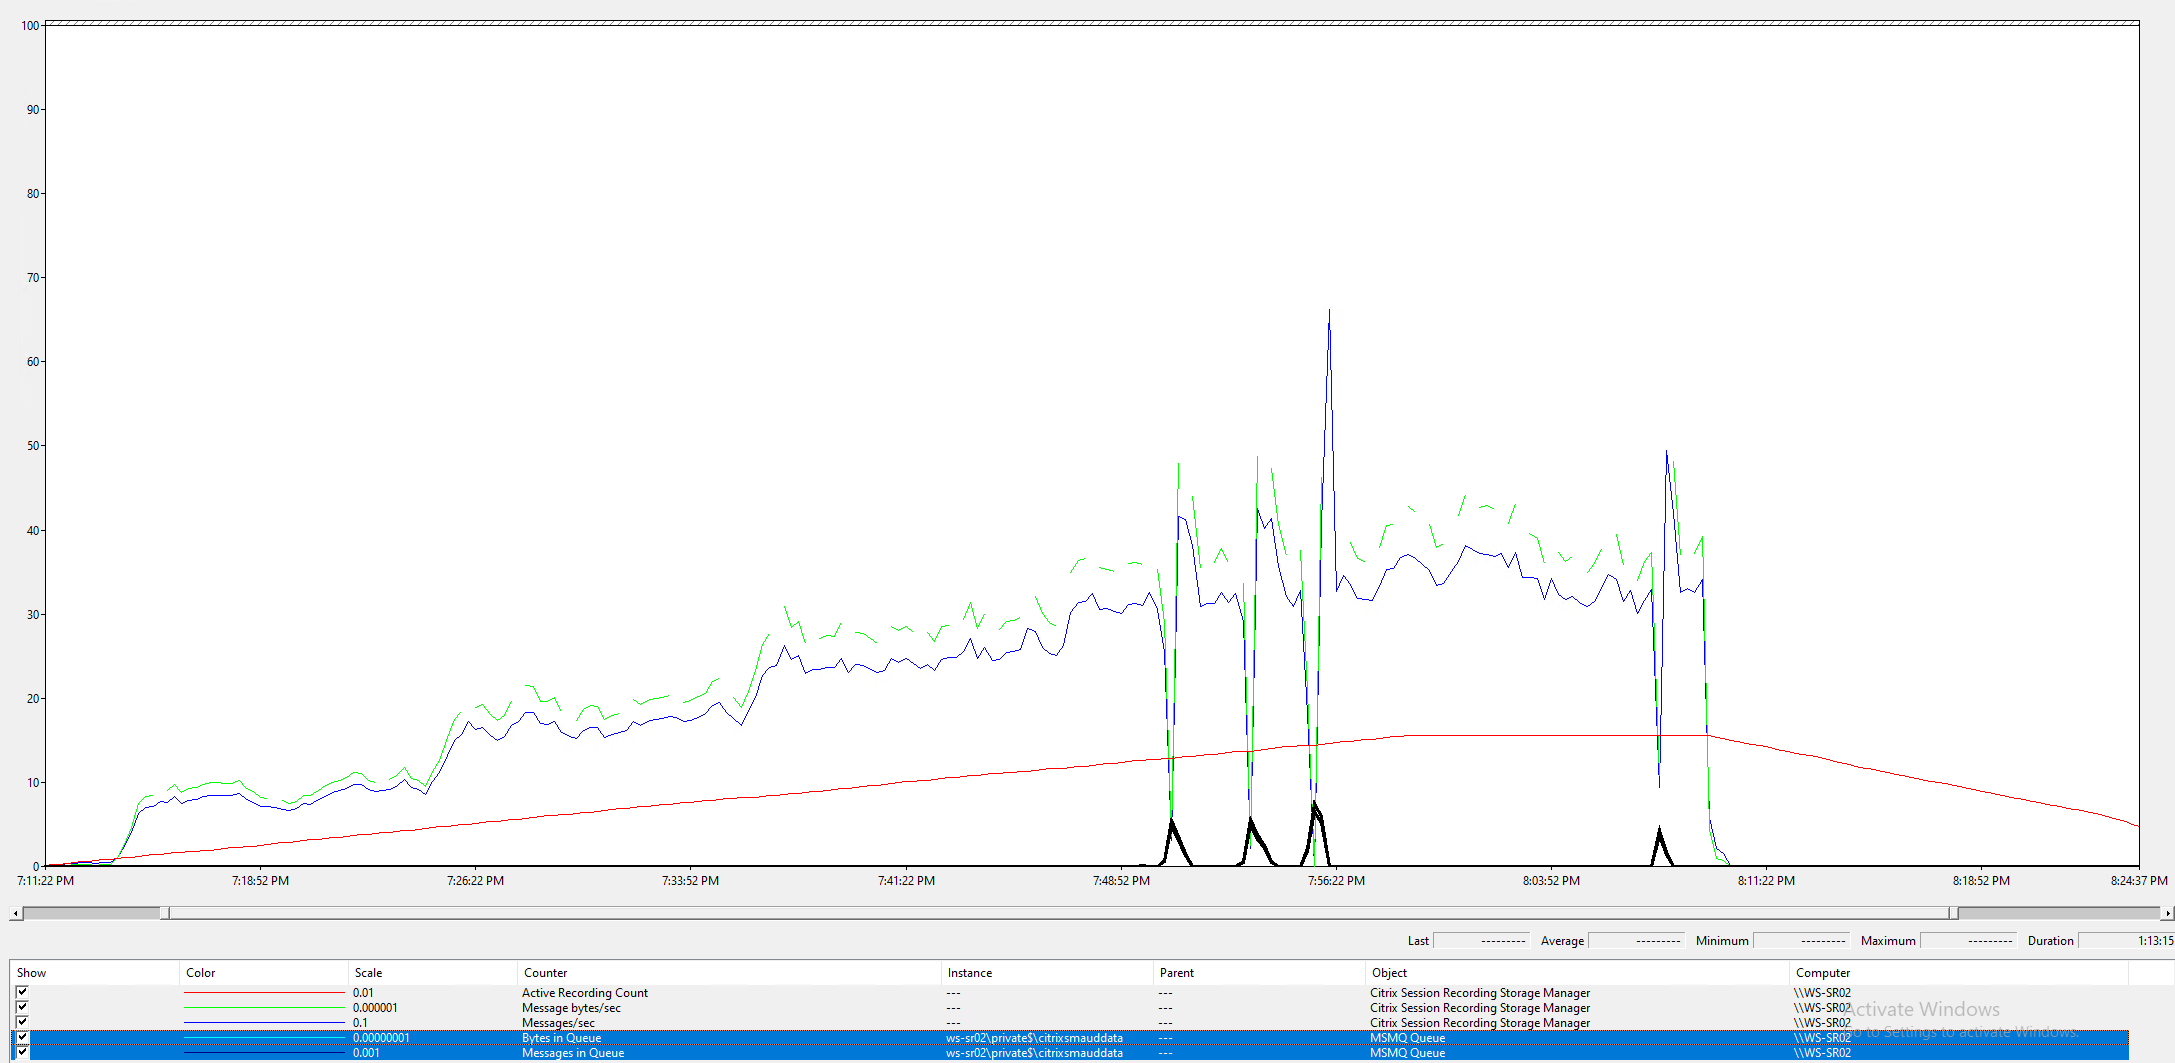 100
90
80
70
60
50
40
30
20
10
0
7:11:22 PM 7:18:52 PM 7:26:22 PM 7:33:52 PM 7:41:22 PM 7:48:52 PM 7:56:22 PM 8:03:52 PM 8:11:22 PM 8:18:52 PM 8:24:37 PM
Last --------- Average --------- Minimum --------- Maximum --------- Duration 1:13:15
Show Color Scale Counter Instance Parent Object Computer
0.01 Active Recording Count --- --- Citrix Session Recording Storage Manager \\WS-SR02
0.000001 Message bytes/sec --- --- Citrix Session Recording Storage Manager \\WS-SR02
0.1 Messages/sec --- --- Citrix Session Recording Storage Manager \\WS-SR02
0.00000001 Bytes in Queue ws-sr02\private$\citrixsmauddata --- MSMQ Queue \\WS-SR02
0.001 Messages in Queue ws-sr02\private$\citrixsmauddata --- MSMQ Queue \\WS-SR02
Activate Windows
Go to Settings to activate Windows.